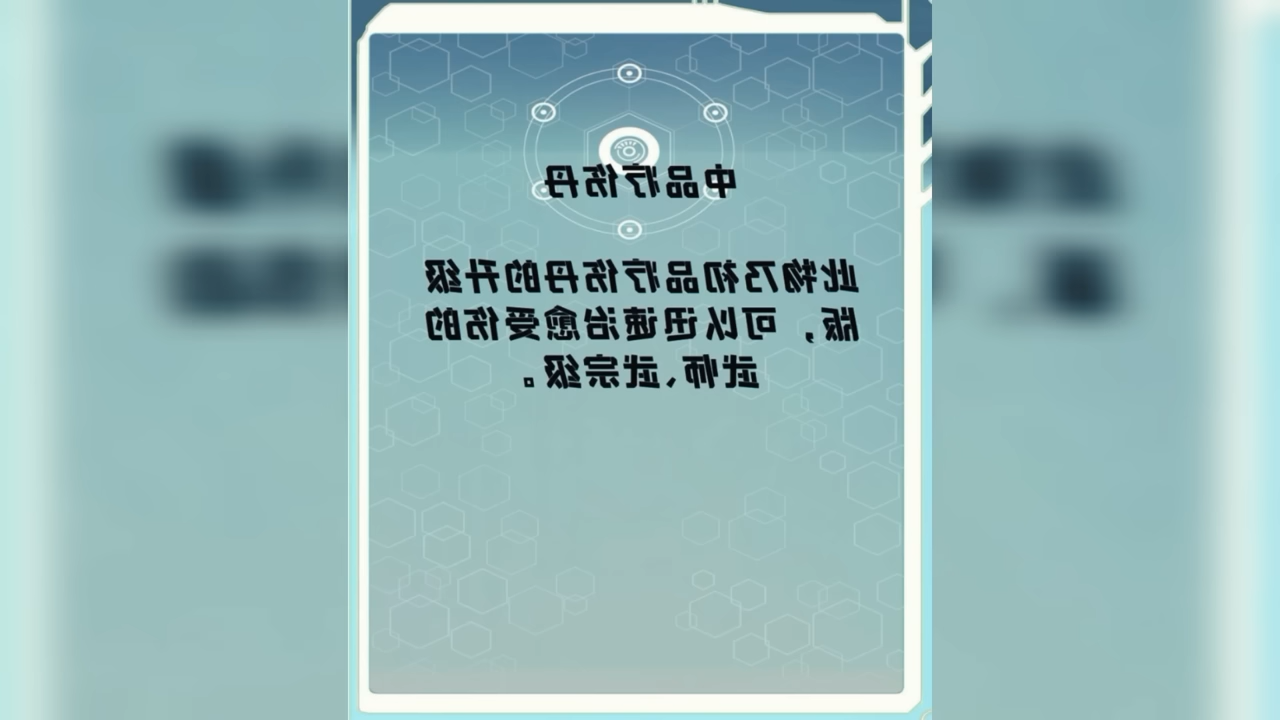 中品疗伤丹
此物乃初品疗伤丹的升级
版，可以迅速治愈受伤的
武师、武宗级。